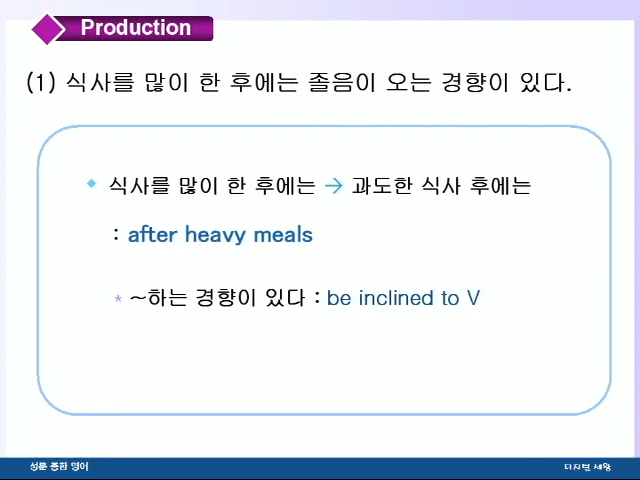 Production
(1) 식사를 많이 한 후에는 졸음이 오는 경향이 있다.
식사를 많이 한 후에는 → 과도한 식사 후에는
: after heavy meals
* ~하는 경향이 있다 : be inclined to V
성문 종합 영어
디지털 세왕